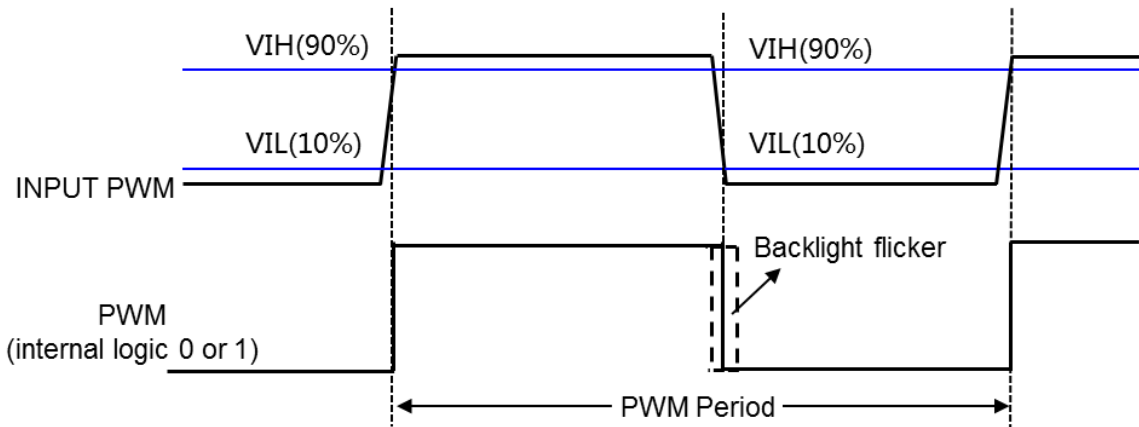 VIH(90%)
VIH(90%)
VIL(10%)
VIL(10%)
INPUT PWM
Backlight flicker
PWM
(internal logic 0 or 1)
PWM Period